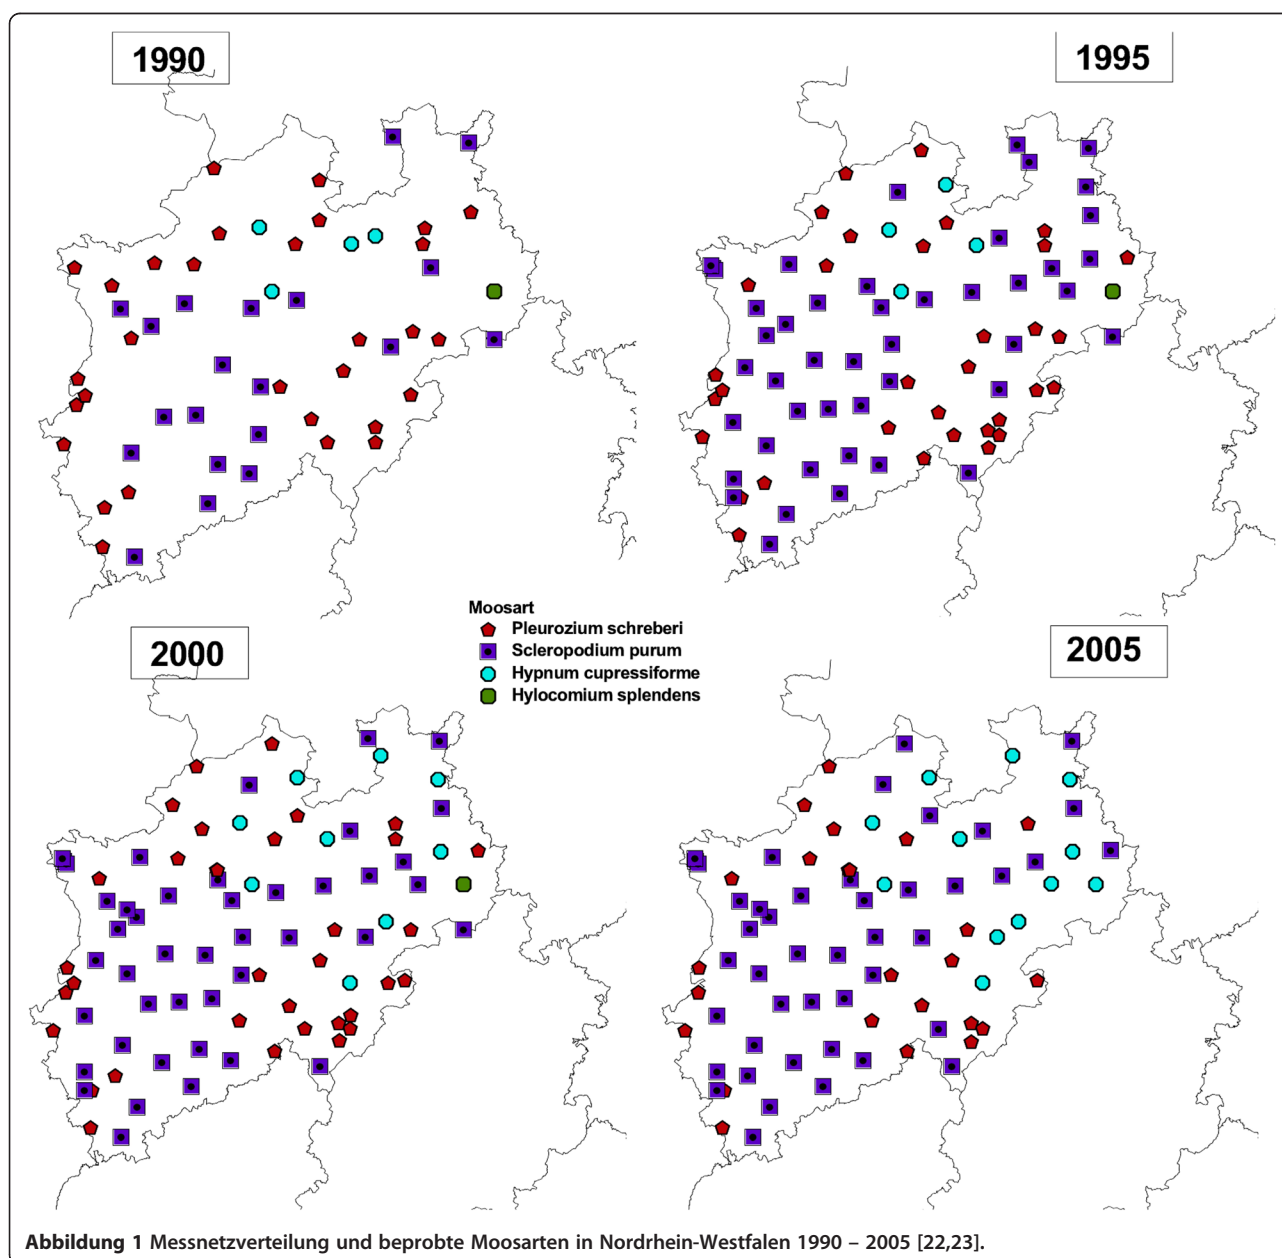 1990
1995
Moosart
Pleurozium schreberi
Scleropodium purum
Hypnum cupressiforme
Hylocomium splendens
2000
2005
Abbildung 1 Messnetzverteilung und beprobte Moosarten in Nordrhein-Westfalen 1990 – 2005 [22,23].